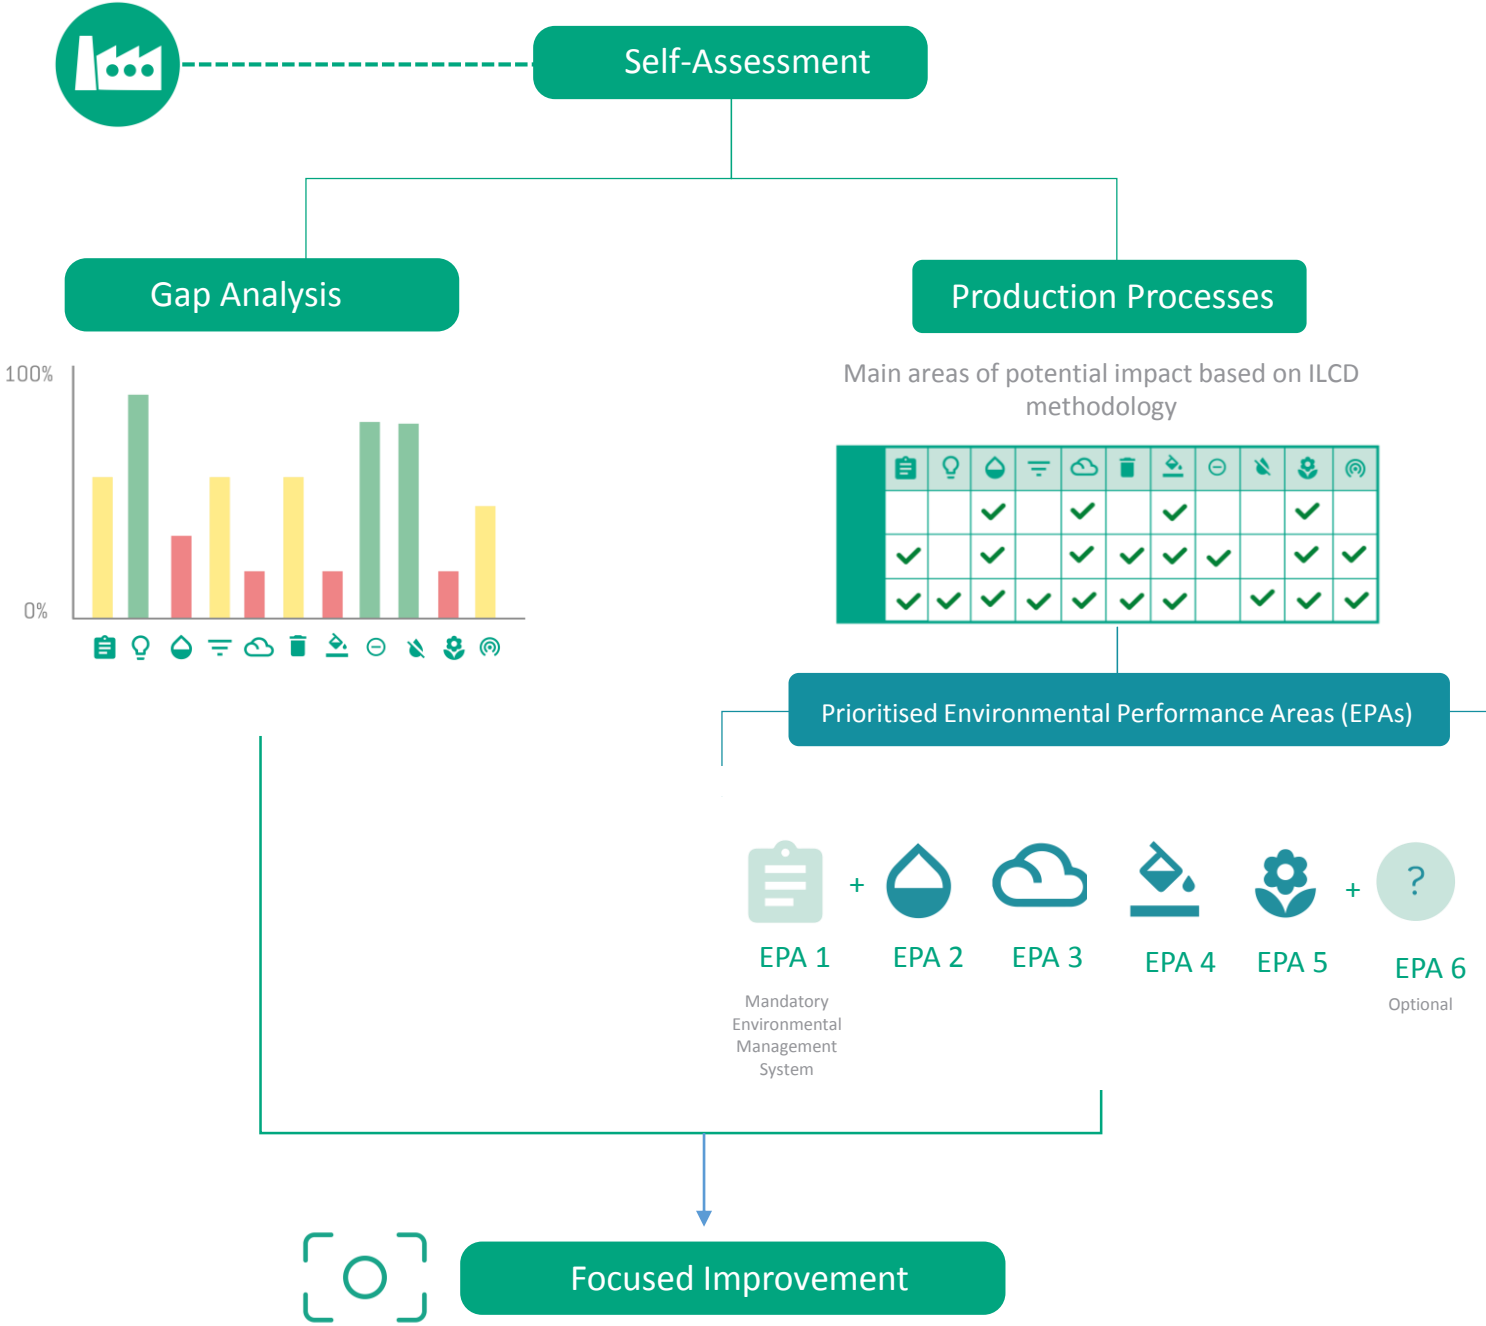 Self-Assessment
Gap Analysis
Production Processes
100%
0%
Main areas of potential impact based on ILCD
methodology
Prioritised Environmental Performance Areas (EPAs)
+
+
?
EPA 1
EPA 2
EPA 3
EPA 4
EPA 5
EPA 6
Mandatory
Environmental
Management
System
Optional
Focused Improvement